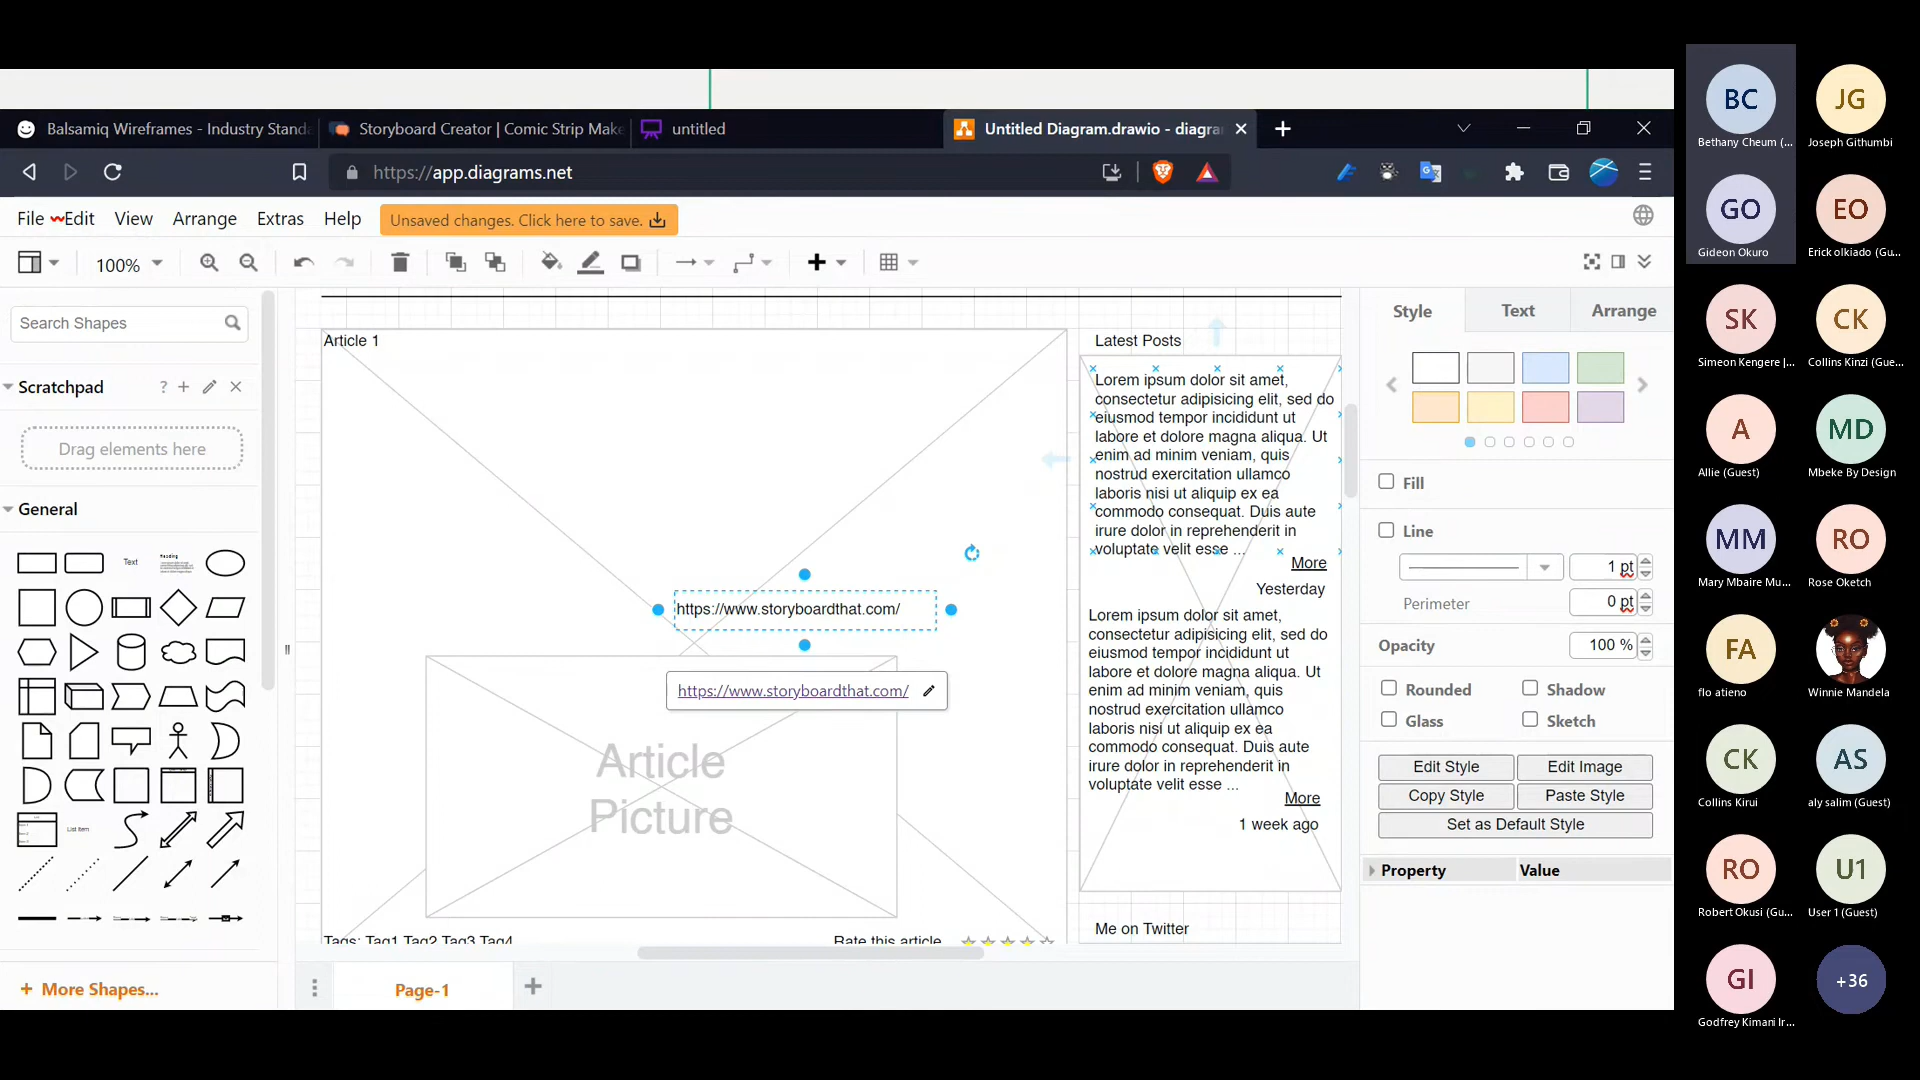 Balsamiq Wireframes - Industry Standa
Storyboard Creator | Comic Strip Make
untitled
Untitled Diagram.drawio - diagra
https://app.diagrams.net
File Edit View Arrange Extras Help
Unsaved changes. Click here to save.
100%
Search Shapes
Scratchpad
?
Drag elements here
General
Text
Heading
List
List Item
+ More Shapes...
Article 1
https://www.storyboardthat.com/
https://www.storyboardthat.com/
Article
Picture
Tags: Tag1 Tag2 Tag3 Tag4
Rate this article
Latest Posts
Lorem ipsum dolor sit amet,
consectetur adipisicing elit, sed do
eiusmod tempor incididunt ut
labore et dolore magna aliqua. Ut
enim ad minim veniam, quis
nostrud exercitation ullamco
laboris nisi ut aliquip ex ea
commodo consequat. Duis aute
irure dolor in reprehenderit in
voluptate velit esse ...
More
Yesterday
Lorem ipsum dolor sit amet,
consectetur adipisicing elit, sed do
eiusmod tempor incididunt ut
labore et dolore magna aliqua. Ut
enim ad minim veniam, quis
nostrud exercitation ullamco
laboris nisi ut aliquip ex ea
commodo consequat. Duis aute
irure dolor in reprehenderit in
voluptate velit esse ...
More
1 week ago
Me on Twitter
Page-1
Style Text Arrange
Fill
Line
1 pt
Perimeter
0 pt
Opacity
100 %
Rounded
Shadow
Glass
Sketch
Edit Style
Edit Image
Copy Style
Paste Style
Set as Default Style
Property Value
BC
Bethany Cheum (...
JG
Joseph Githumbi
GO
Gideon Okuro
EO
Erick olkiado (Gu...
SK
Simeon Kengere |...
CK
Collins Kinzi (Gue...
A
Allie (Guest)
MD
Mbeke By Design
MM
Mary Mbaire Mu...
RO
Rose Oketch
FA
flo atieno
Winnie Mandela
CK
Collins Kirui
AS
aly salim (Guest)
RO
Robert Okusi (Gu...
U1
User 1 (Guest)
GI
Godfrey Kimani Ir...
+36